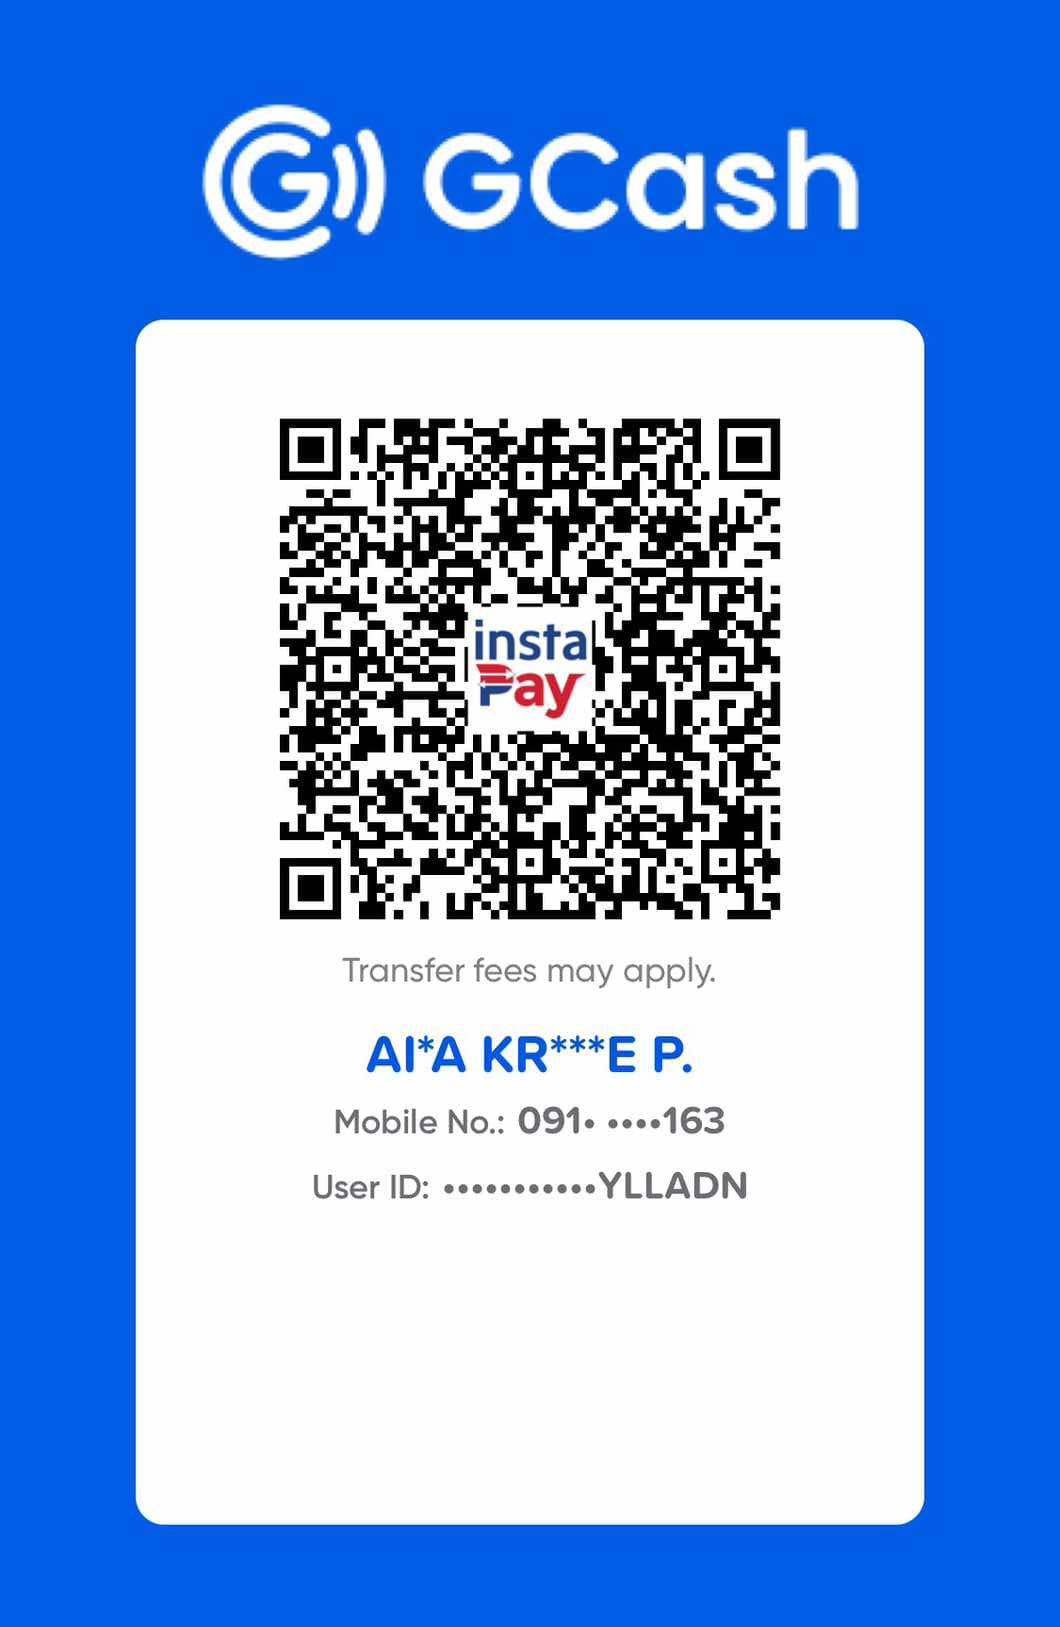 GCash
insta
Pay
Transfer fees may apply.
AI*A KR***E P.
Mobile No.: 091• ••••163
User ID: •••••••••••YLLADN